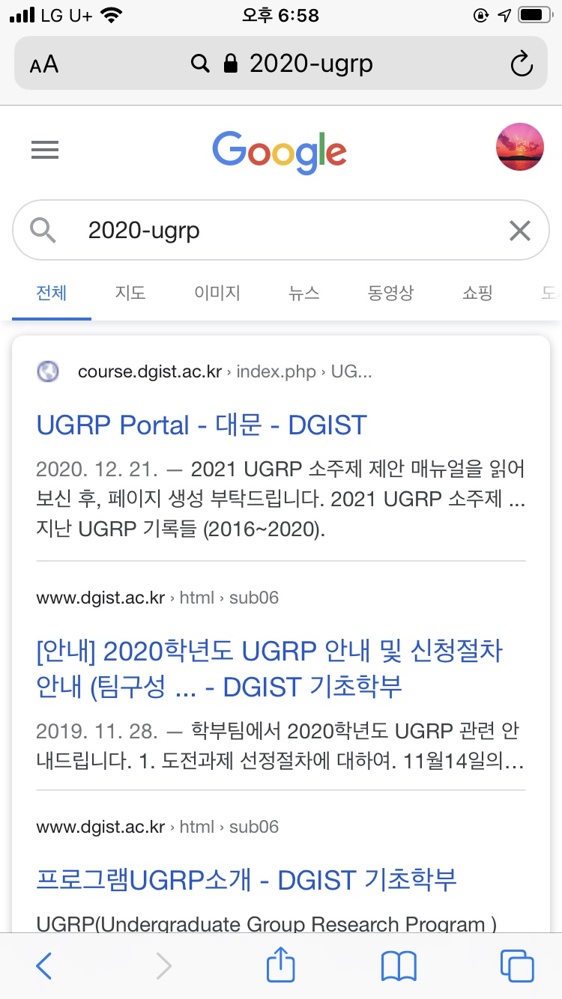 LG U+ 오후 6:58
AA 2020-ugrp
Google
2020-ugrp
전체 지도 이미지 뉴스 동영상 쇼핑
course.dgist.ac.kr › index.php › UG...
UGRP Portal - 대문 - DGIST
2020. 12. 21. — 2021 UGRP 소주제 제안 매뉴얼을 읽어
보신 후, 페이지 생성 부탁드립니다. 2021 UGRP 소주제 ...
지난 UGRP 기록들 (2016~2020).
www.dgist.ac.kr › html › sub06
[안내] 2020학년도 UGRP 안내 및 신청절차
안내 (팀구성 ... - DGIST 기초학부
2019. 11. 28. — 학부팀에서 2020학년도 UGRP 관련 안
내드립니다. 1. 도전과제 선정절차에 대하여. 11월14일의...
www.dgist.ac.kr › html › sub06
프로그램UGRP소개 - DGIST 기초학부
UGRP(Undergraduate Group Research Program )